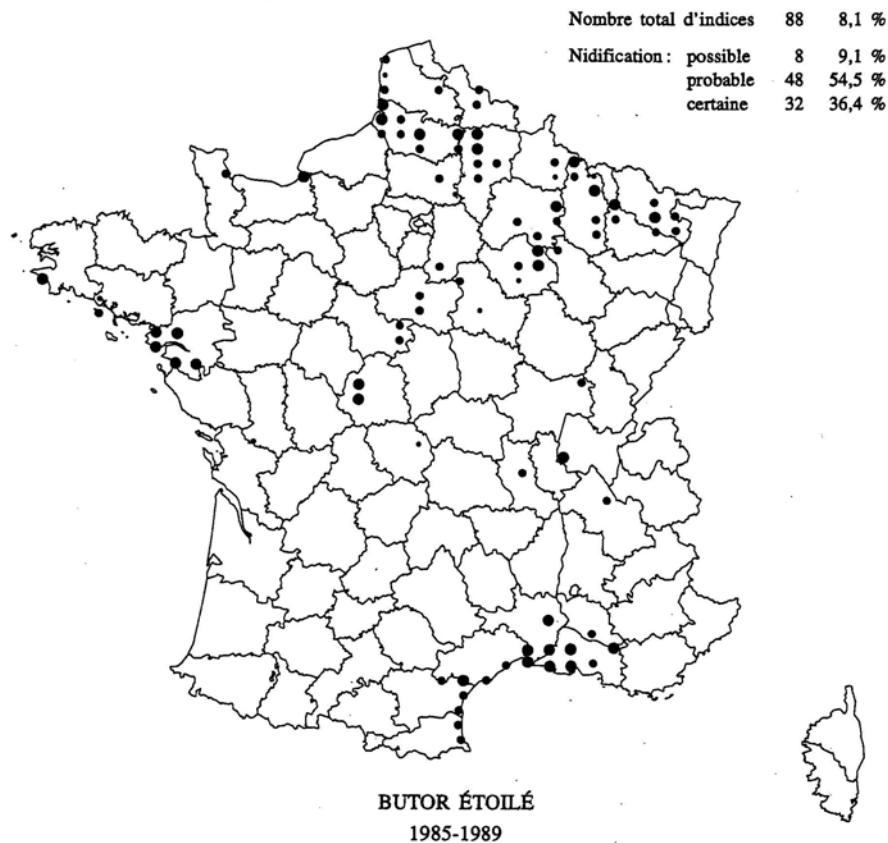 Nombre total d'indices 88 8,1 %
Nidification : possible 8 9,1 %
probable 48 54,5 %
certaine 32 36,4 %
BUTOR ÉTOILÉ
1985-1989